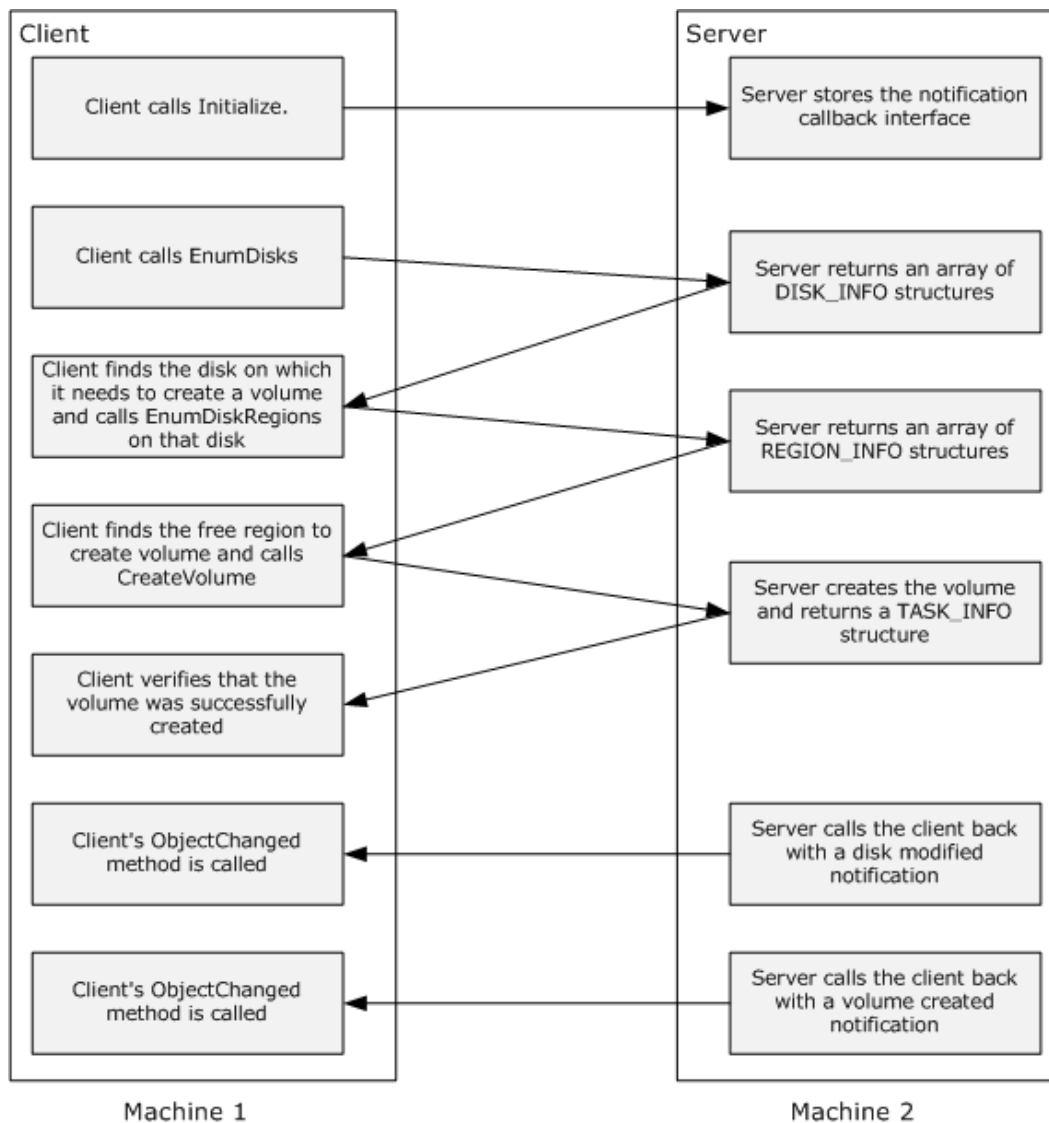 Client
Server
Client calls Initialize.
Server stores the notification
callback interface
Client calls EnumDisks
Server returns an array of
DISK_INFO structures
Client finds the disk on which
it needs to create a volume
and calls EnumDiskRegions
on that disk
Server returns an array of
REGION_INFO structures
Client finds the free region to
create volume and calls
CreateVolume
Server creates the volume
and returns a TASK_INFO
structure
Client verifies that the
volume was successfully
created
Client's ObjectChanged
method is called
Server calls the client back
with a disk modified
notification
Client's ObjectChanged
method is called
Server calls the client back
with a volume created
notification
Machine 1
Machine 2